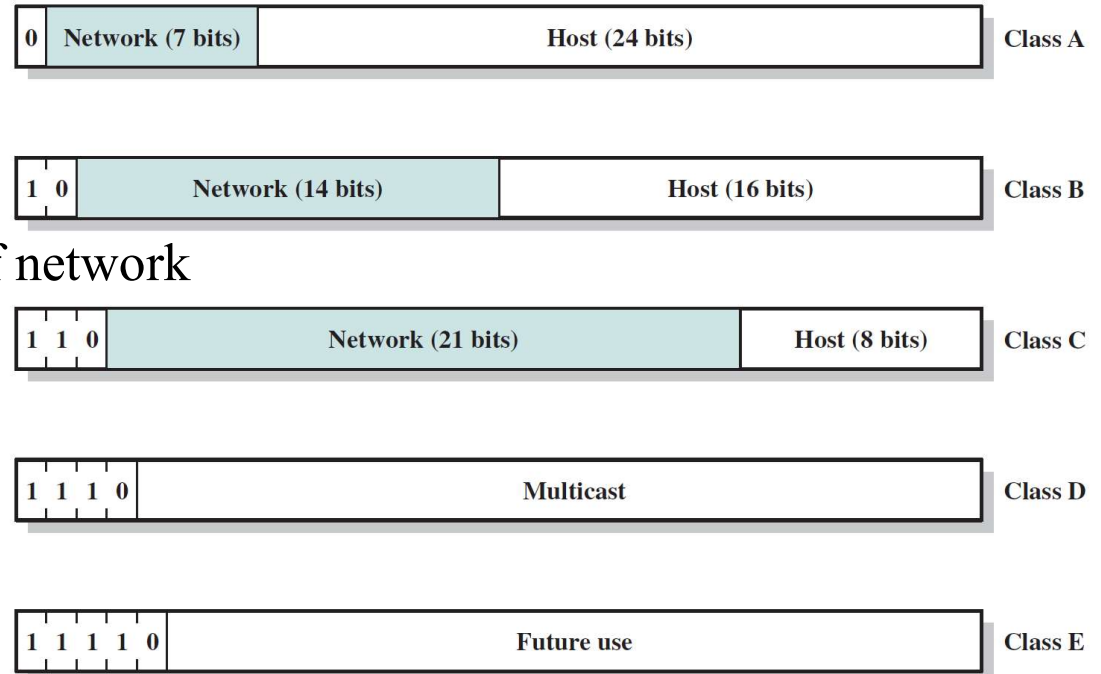 0 Network (7 bits) Host (24 bits) Class A
1 0 Network (14 bits) Host (16 bits) Class B
network
1 1 0 Network (21 bits) Host (8 bits) Class C
1 1 1 0 Multicast Class D
1 1 1 1 0 Future use Class E